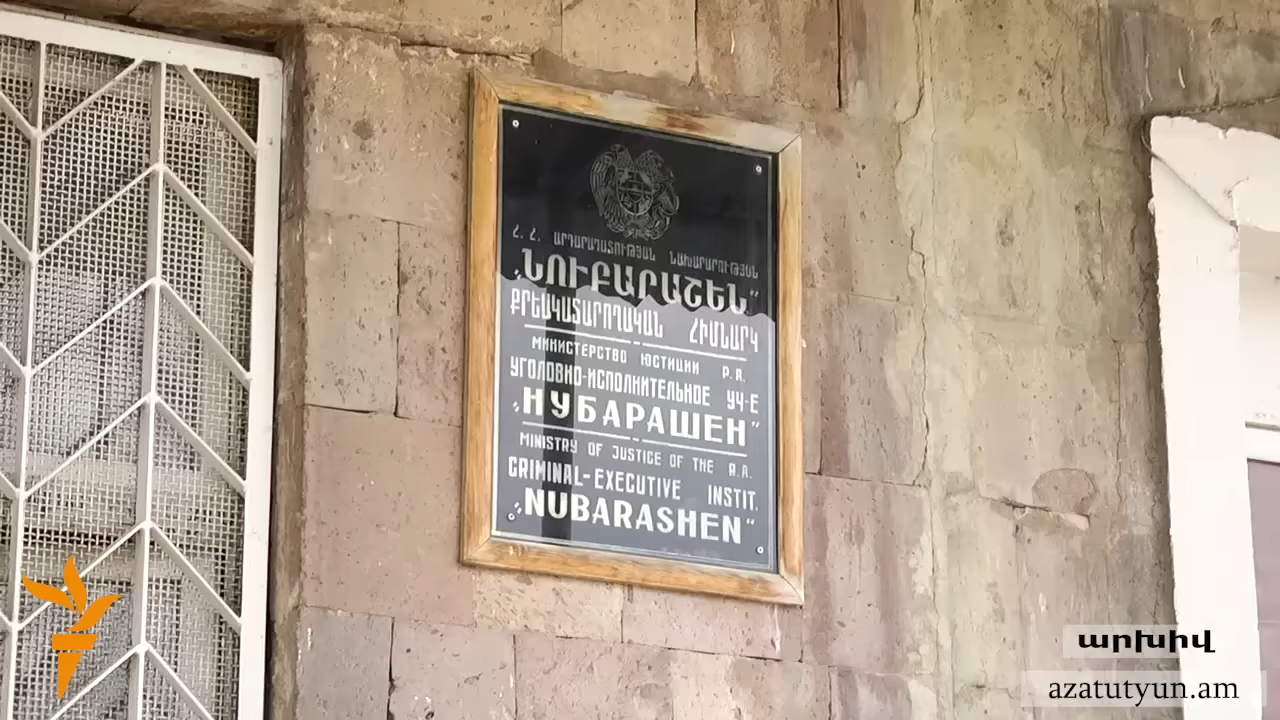 Հ. Հ. ԱՐԴԱՐԱԴԱՏՈՒԹՅԱՆ ՆԱԽԱՐԱՐՈՒԹՅԱՆ
„ՆՈՒԲԱՐԱՇԵՆ”
ՔՐԵԱԿԱՏԱՐՈՂԱԿԱՆ ՀԻՄՆԱՐԿ
МИНИСТЕРСТВО ЮСТИЦИИ Р.А.
УГОЛОВНО-ИСПОЛНИТЕЛЬНОЕ УЧ-Е
„НУБАРАШЕН”
MINISTRY OF JUSTICE OF THE R.A.
CRIMINAL-EXECUTIVE INSTIT.
„NUBARASHEN”
արխիվ
azatutyun.am